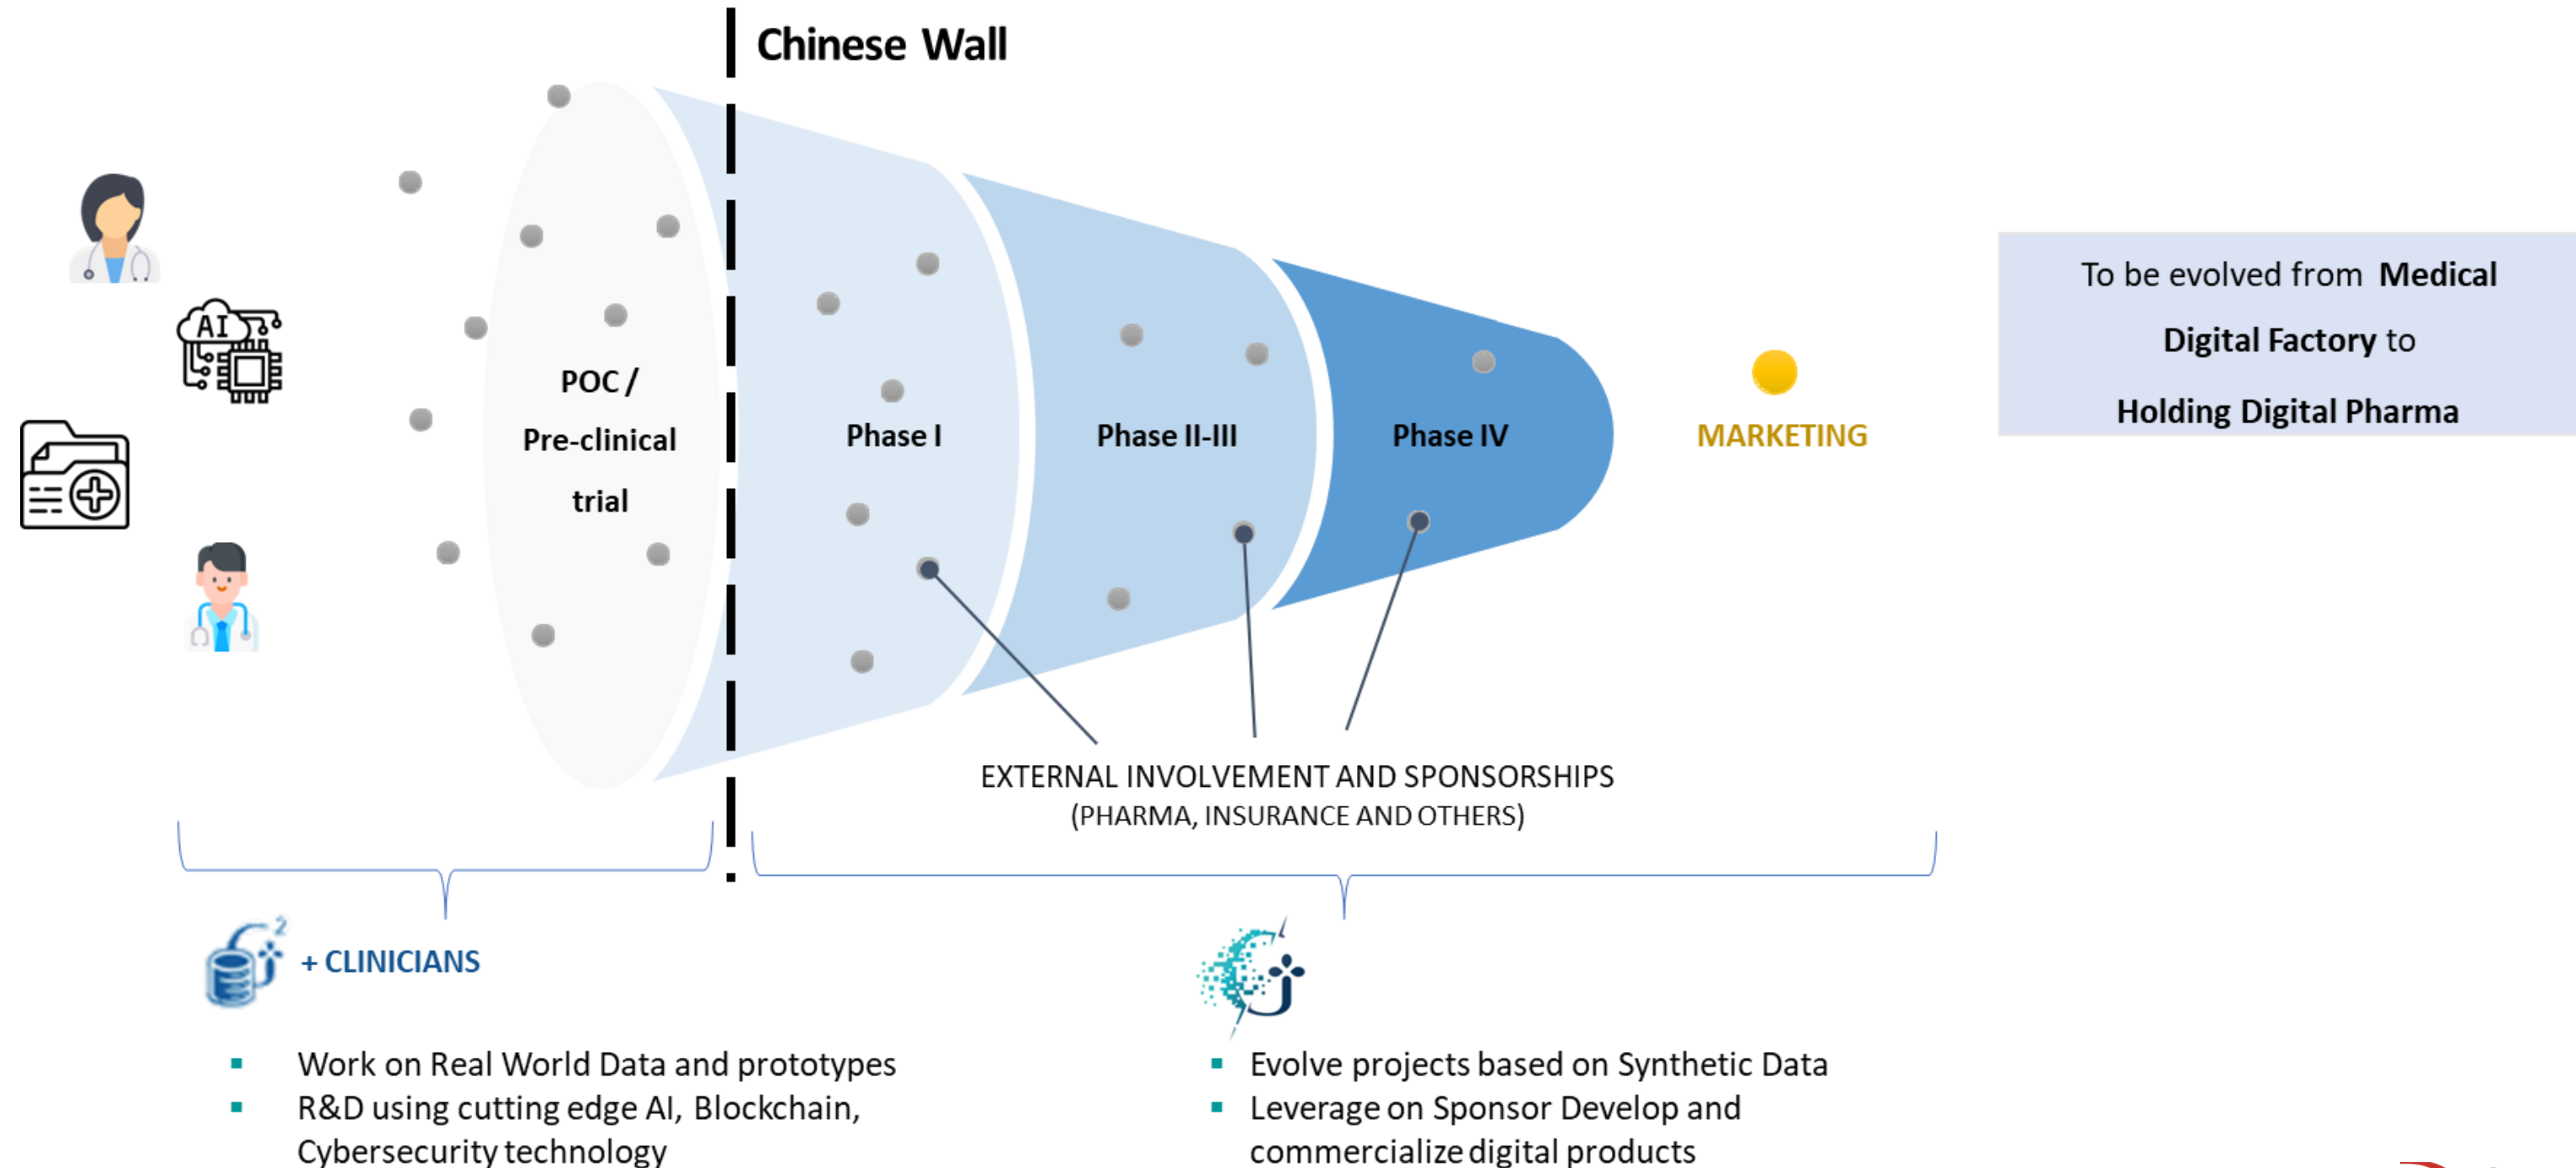 Chinese Wall
AI
POC /
Pre-clinical
trial
Phase I
Phase II-III
Phase IV
MARKETING
To be evolved from Medical
Digital Factory to
Holding Digital Pharma
EXTERNAL INVOLVEMENT AND SPONSORSHIPS
(PHARMA, INSURANCE AND OTHERS)
2
+ CLINICIANS
▪ Work on Real World Data and prototypes
▪ R&D using cutting edge AI, Blockchain,
Cybersecurity technology
▪ Evolve projects based on Synthetic Data
▪ Leverage on Sponsor Develop and
commercialize digital products